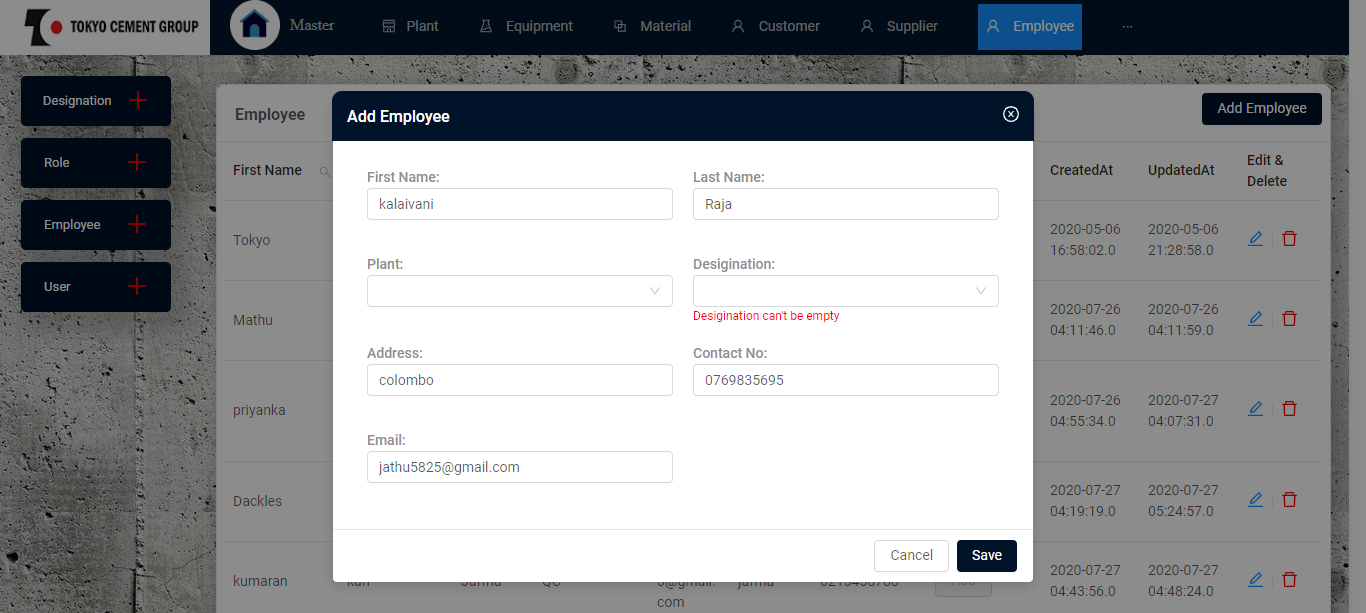 TOKYO CEMENT GROUP
Master
Plant
Equipment
Material
Customer
Supplier
Employee
...
Designation
Role
Employee
User
Employee
Add Employee
First Name
CreatedAt
UpdatedAt
Edit &
Delete
Tokyo
2020-05-06
16:58:02.0
2020-05-06
21:28:58.0
Mathu
2020-07-26
04:11:46.0
2020-07-26
04:11:59.0
priyanka
2020-07-26
04:55:34.0
2020-07-27
04:07:31.0
Dackles
2020-07-27
04:19:19.0
2020-07-27
05:24:57.0
kumaran
com
2020-07-27
04:43:56.0
2020-07-27
04:48:24.0
Add Employee
First Name:
kalaivani
Last Name:
Raja
Plant:
Desigination:
Desigination can't be empty
Address:
colombo
Contact No:
0769835695
Email:
jathu5825@gmail.com
Cancel
Save